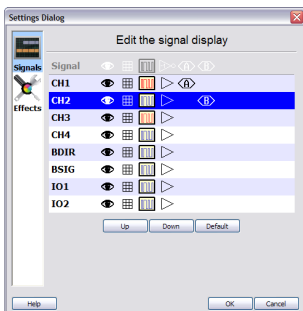 Settings Dialog
Edit the signal display
Signals
Effects
Signal A B
CH1 A
CH2 B
CH3
CH4
BDIR
BSIG
IO1
IO2
Up Down Default
Help OK Cancel